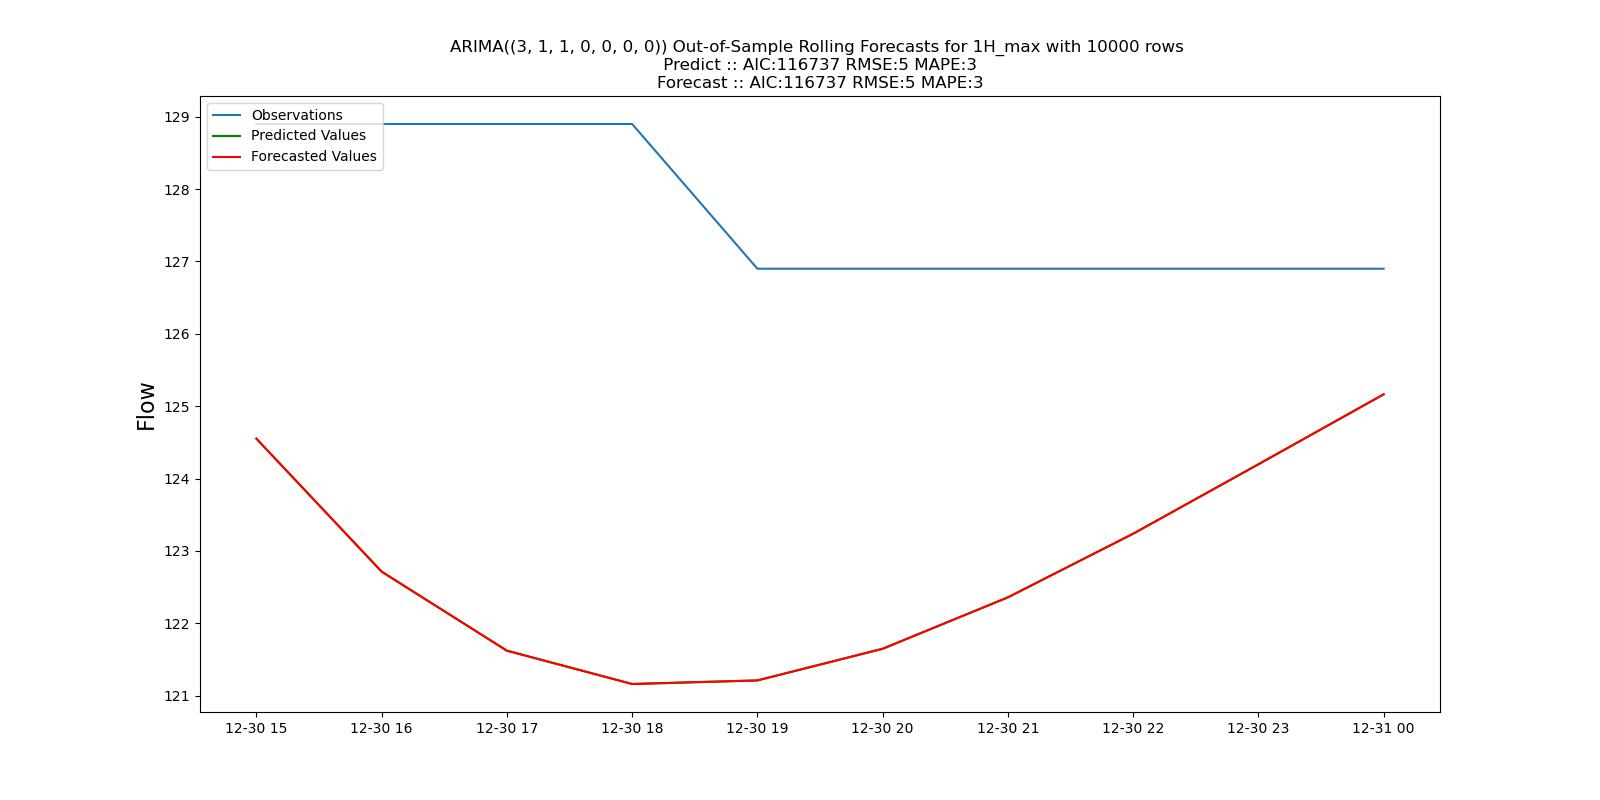 ARIMA((3, 1, 1, 0, 0, 0, 0)) Out-of-Sample Rolling Forecasts for 1H_max with 10000 rows
Predict :: AIC:116737 RMSE:5 MAPE:3
Forecast :: AIC:116737 RMSE:5 MAPE:3
Observations
Predicted Values
Forecasted Values
Flow
129
128
127
126
125
124
123
122
121
12-30 15 12-30 16 12-30 17 12-30 18 12-30 19 12-30 20 12-30 21 12-30 22 12-30 23 12-31 00